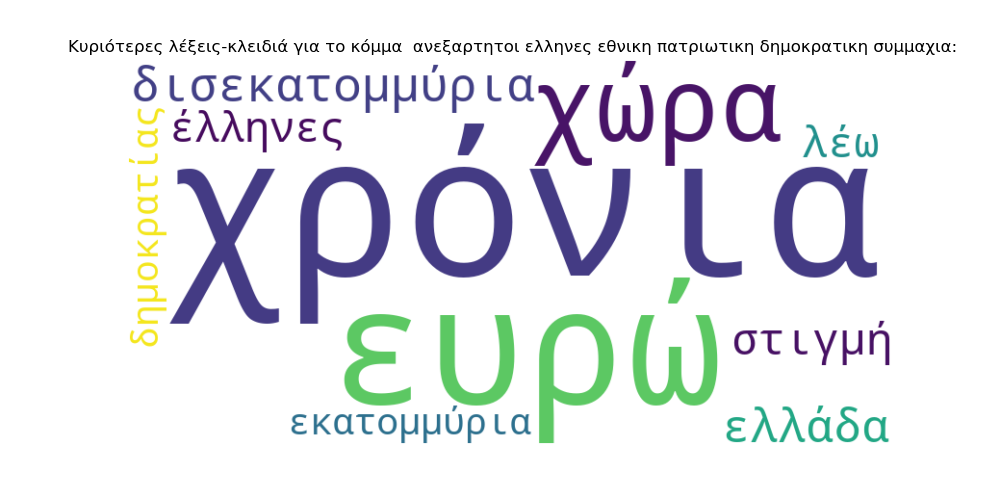 Κυριότερες λέξεις-κλειδιά για το κόμμα  ανεξαρτητοι ελληνες εθνικη πατριωτικη δημοκρατικη συμμαχια:
δισεκατομμύρια
χώρα
έλληνες
λέω
δημοκρατίας
χρόνια
ευρώ
στιγμή
εκατομμύρια
ελλάδα